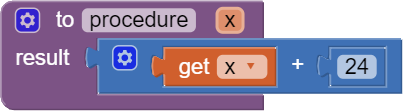 to procedure x
result get x + 24